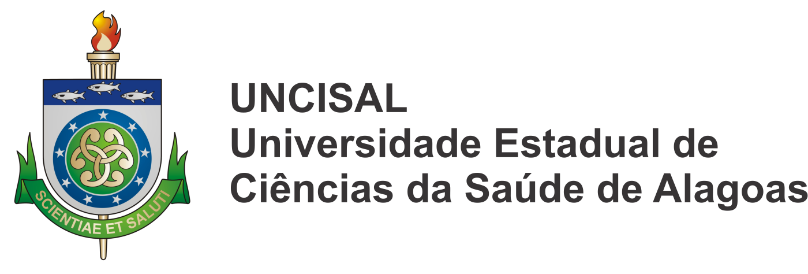 UNCISAL
Universidade Estadual de
Ciências da Saúde de Alagoas
SCIENTIAE ET SALUTI